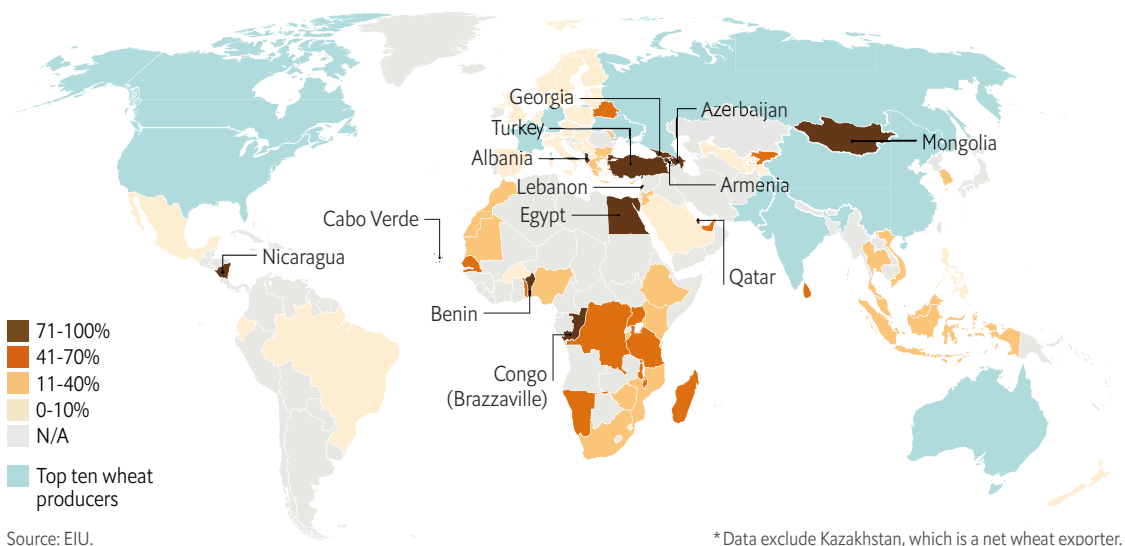 Georgia
Azerbaijan
Turkey
Mongolia
Albania
Lebanon
Armenia
Cabo Verde
Egypt
Nicaragua
Qatar
Benin
71-100%
41-70%
11-40%
Congo
(Brazzaville)
0-10%
N/A
Top ten wheat
producers
Source: EIU.
* Data exclude Kazakhstan, which is a net wheat exporter.